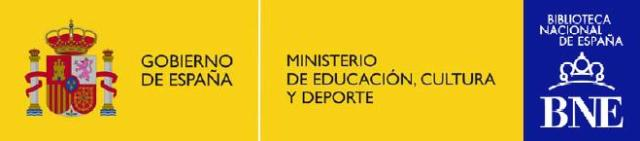 GOBIERNO
DE ESPAÑA
MINISTERIO
DE EDUCACIÓN, CULTURA
Y DEPORTE
BIBLIOTECA
NACIONAL
DE ESPAÑA
BNE